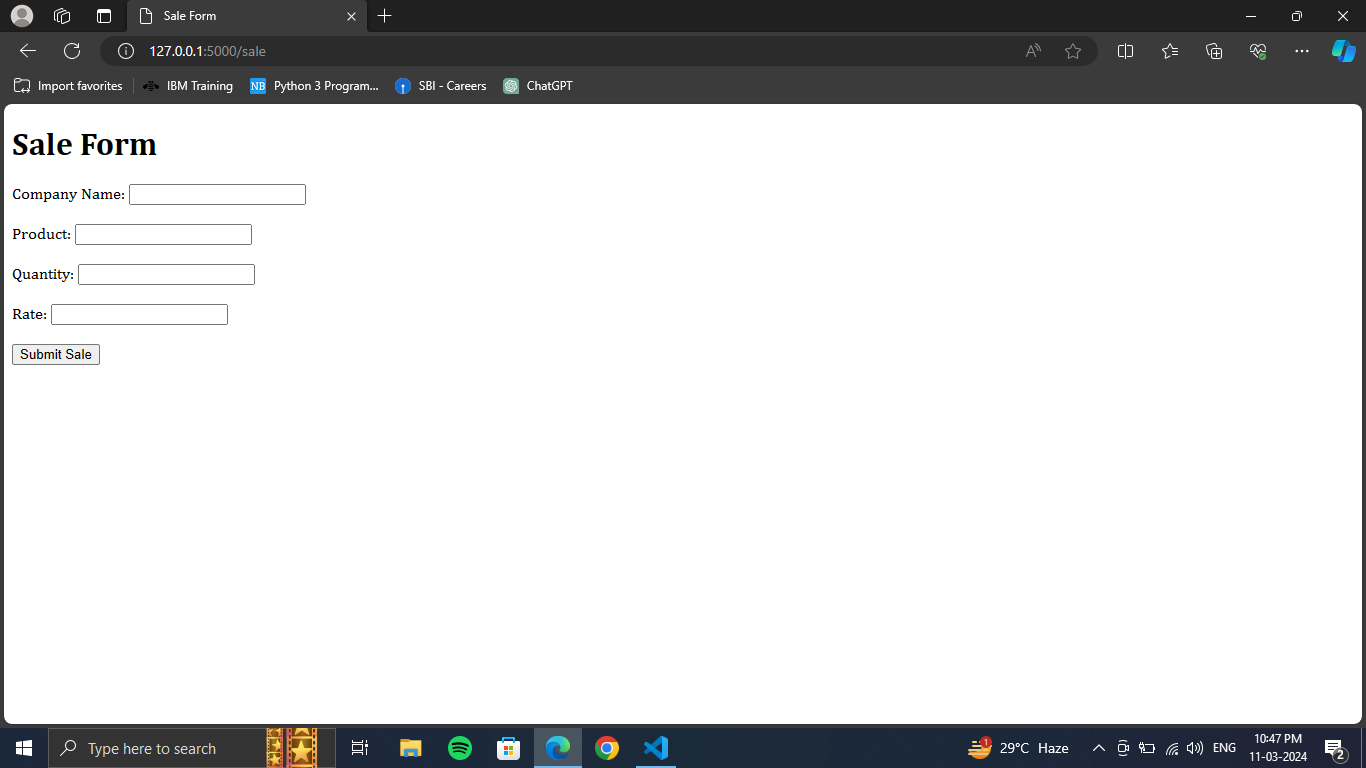 Sale Form
127.0.0.1:5000/sale
Import favorites
IBM Training
NB Python 3 Program...
SBI - Careers
ChatGPT
Sale Form
Company Name:
Product:
Quantity:
Rate:
Submit Sale
Type here to search
1
29°C Haze
ENG
10:47 PM
11-03-2024
2